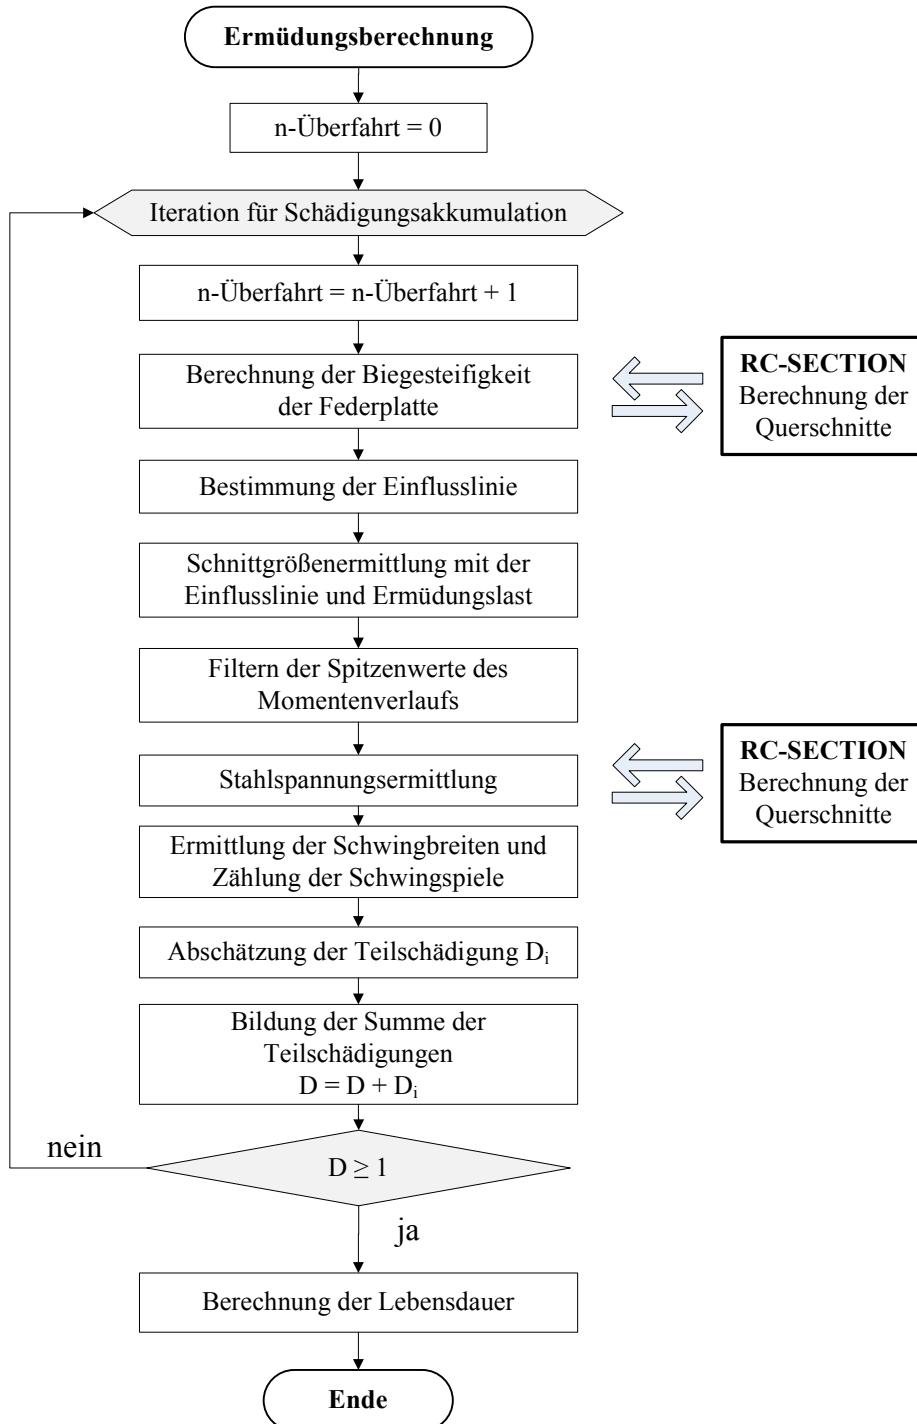 Ermüdungsberechnung
n-Überfahrt = 0
Iteration für Schädigungsakkumulation
n-Überfahrt = n-Überfahrt + 1
Berechnung der Biegesteifigkeit
der Federplatte
RC-SECTION
Berechnung der
Querschnitte
Bestimmung der Einflusslinie
Schnittgrößenermittlung mit der
Einflusslinie und Ermüdungslast
Filtern der Spitzenwerte des
Momentenverlaufs
Stahlspannungsermittlung
RC-SECTION
Berechnung der
Querschnitte
Ermittlung der Schwingbreiten und
Zählung der Schwingspiele
Abschätzung der Teilschädigung Dᵢ
Bildung der Summe der
Teilschädigungen
D = D + Dᵢ
nein
D ≥ 1
ja
Berechnung der Lebensdauer
Ende